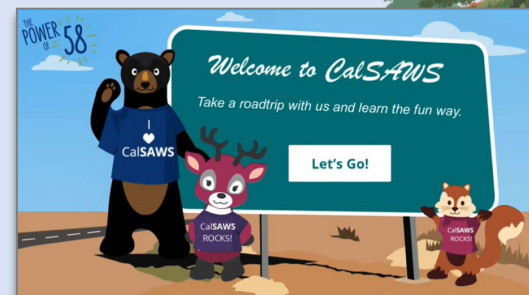 THE
POWER
OF 58
Welcome to CalSAWS
Take a roadtrip with us and learn the fun way.
Let's Go!
I
CalSAWS
CalSAWS
ROCKS!
CalSAWS
ROCKS!